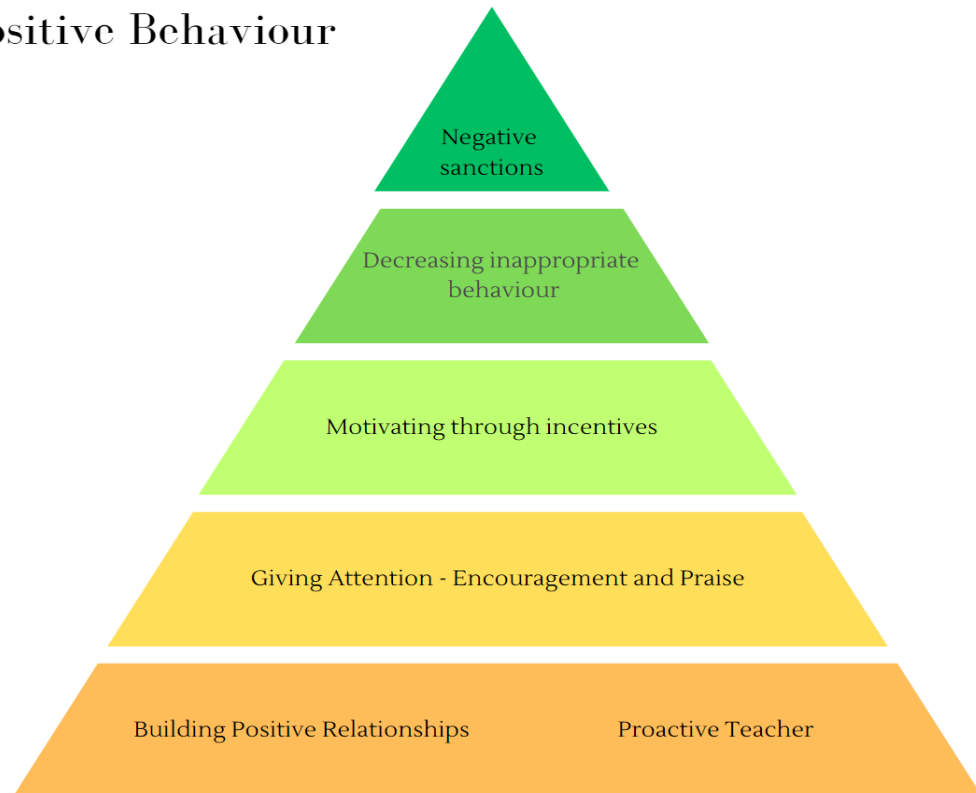 ositive Behaviour
Negative
sanctions
Decreasing inappropriate
behaviour
Motivating through incentives
Giving Attention - Encouragement and Praise
Building Positive Relationships Proactive Teacher